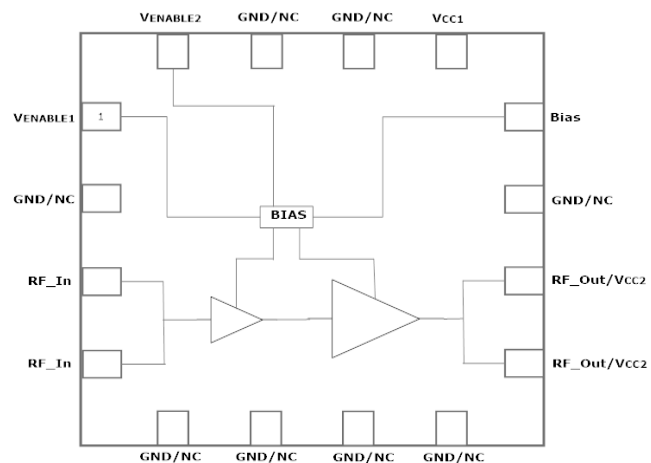 VENABLE2 GND/NC GND/NC VCC1
VENABLE1 1 Bias
GND/NC GND/NC
BIAS
RF_In RF_Out/VCC2
RF_In RF_Out/VCC2
GND/NC GND/NC GND/NC GND/NC